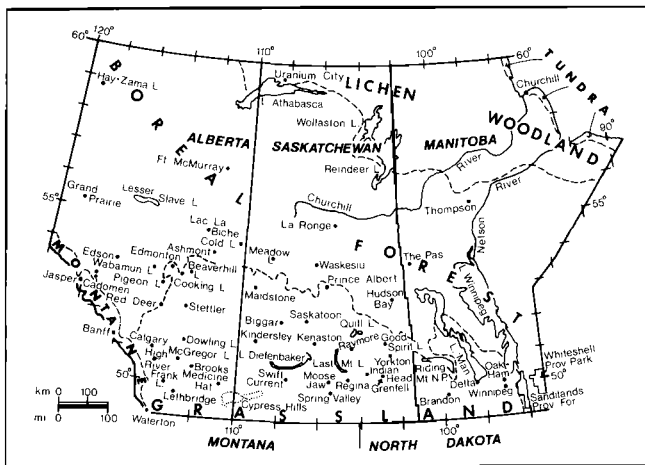 60° 120° 110° 100° 60°
TUNDRA
BOREAL FOREST
Hay-Zama L
Uranium City
LICHEN WOODLAND
L Athabasca
Churchill
90°
Wollaston L
ALBERTA
SASKATCHEWAN
MANITOBA
Ft McMurray
Reindeer L
River
River
55°
Grand Prairie
Lesser Slave L
Churchill
Thompson
55°
Lac La Biche
La Ronge
Nelson
Cold L
Ashmont
Meadow
Waskesiu
The Pas
MONTANE
Edson
Edmonton
Beaverhill L
Wabamun L
Jasper
Cadomen
Pigeon L
Cooking L
Prince Albert
Hudson Bay
Winnipeg
Red Deer
Stettler
Maidstone
Saskatoon
Biggar
Quill L
Banff
Calgary
Dowling L
Kindersley
Kenaston
Raymore
Good Spirit L
L Man
High River
McGregor L
L Diefenbaker
Last Mt L
Yorkton
Riding Mt N.P.
Oak Ham
Whiteshell Prov Park
50°
Brooks
Frank L
Medicine Hat
Swift Current
Moose Jaw
Regina
Indian Head
Grenfell
Delta
50°
Lethbridge
Cypress Hills
Spring Valley
Brandon
Winnipeg
Sandilands Prov For
km 0 100
mi 0 100
Waterton
GRASSLAND
110°
100°
MONTANA
NORTH DAKOTA